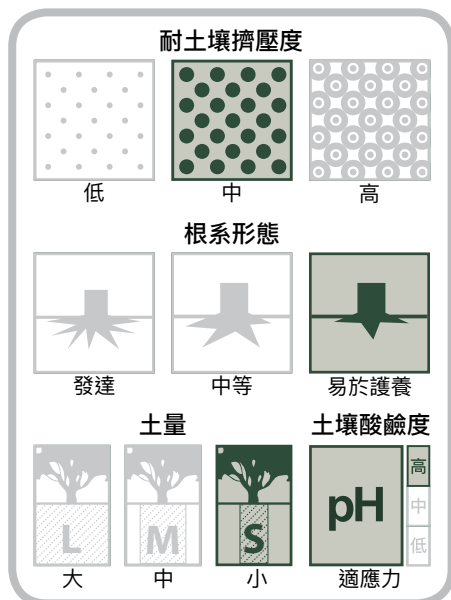 耐土壤擠壓度
低 中 高
根系形態
發達 中等 易於護養
土量 土壤酸鹼度
L M S pH 高 中 低
大 中 小 適應力